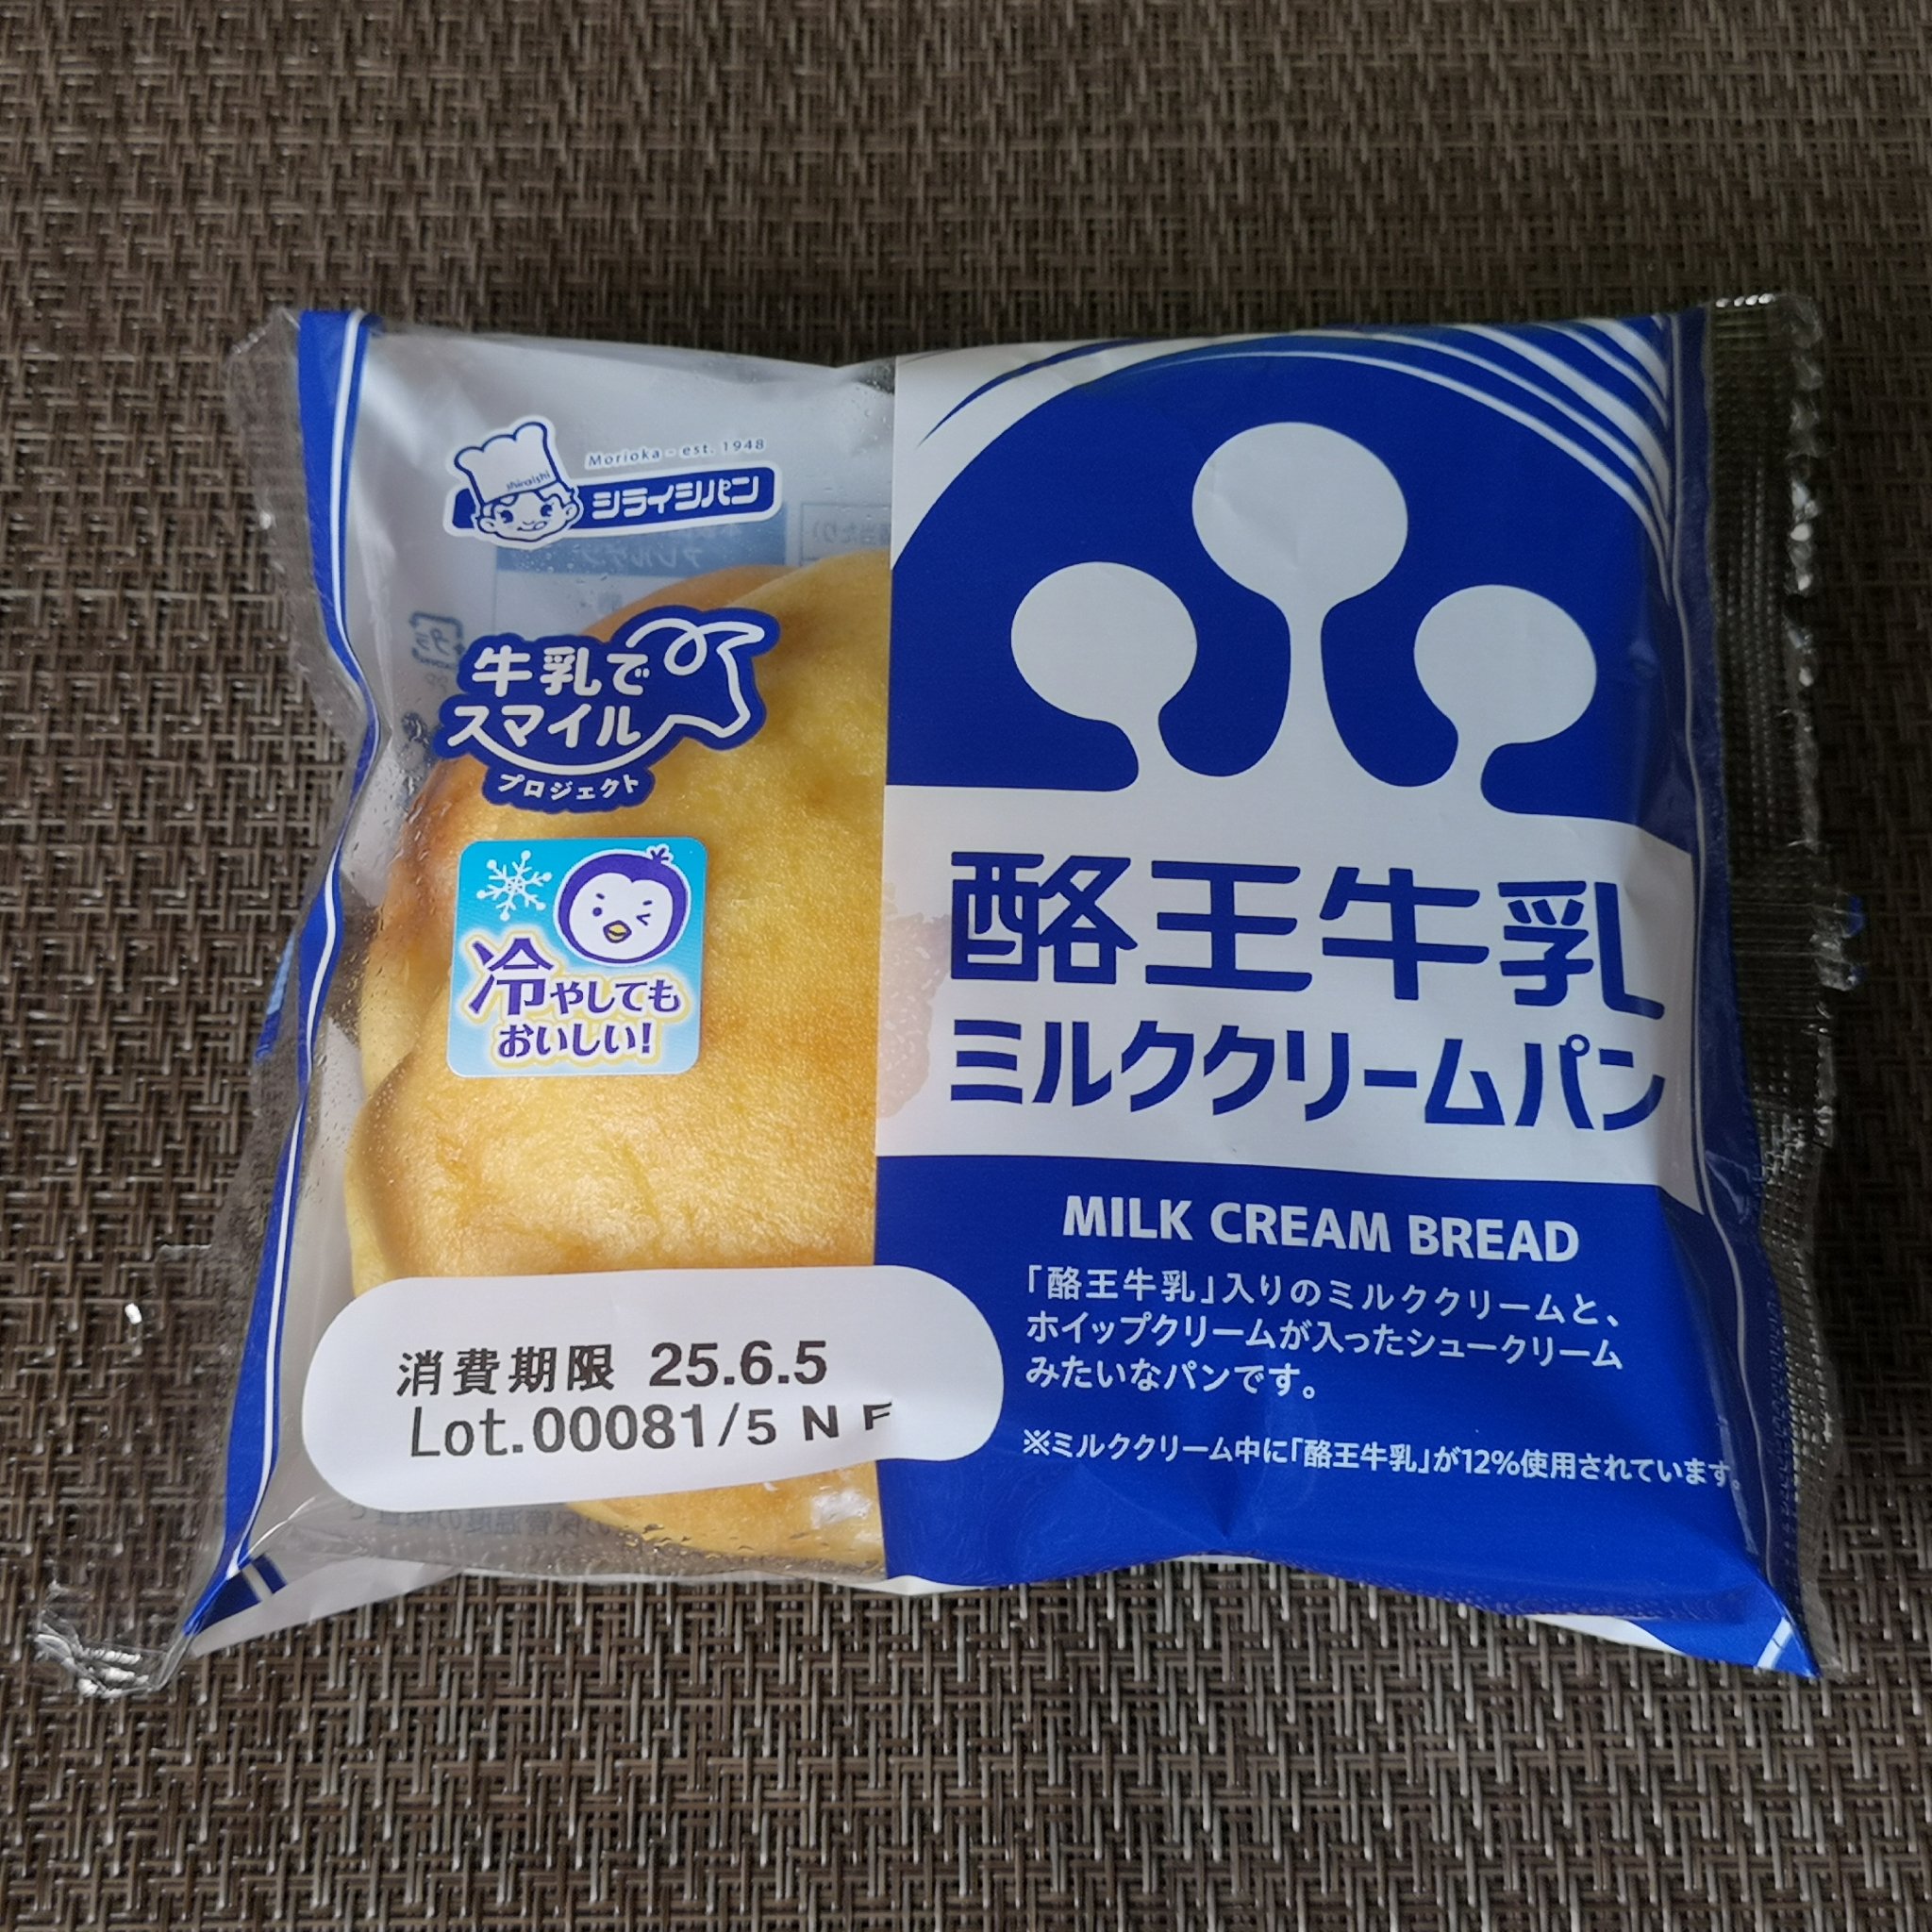 Morioka - est. 1948
shiraishi
シライシパン
牛乳で
スマイル
プロジェクト
冷やしても
おいしい!
消費期限 25.6.5
Lot.00081/5 N F
酪王牛乳
ミルククリームパン
MILK CREAM BREAD
「酪王牛乳」入りのミルククリームと、
ホイップクリームが入ったシュークリーム
みたいなパンです。
※ミルククリーム中に「酪王牛乳」が12%使用されています。